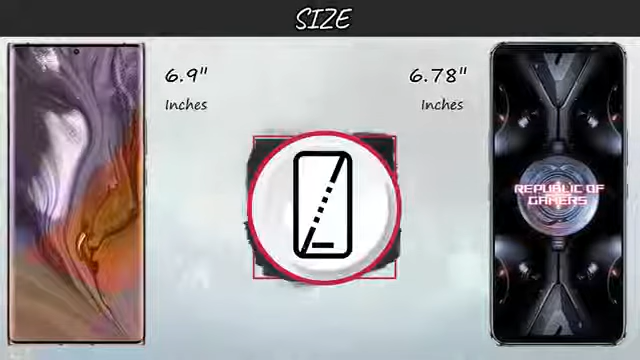 SIZE
6.9"
Inches
6.78"
Inches
REPUBLIC OF
GAMERS